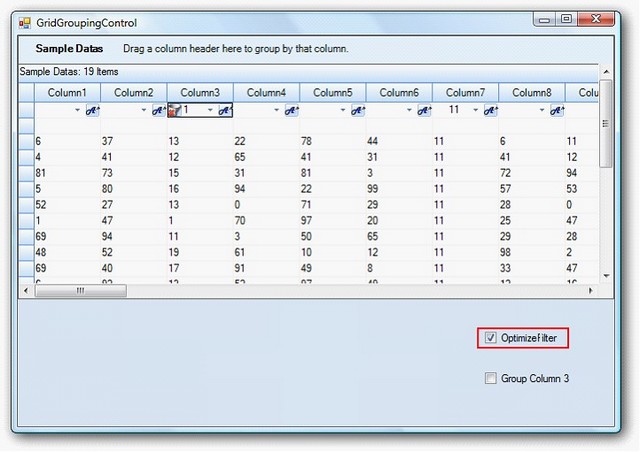 GridGroupingControl
Sample Datas Drag a column header here to group by that column.
Sample Datas: 19 Items
Column1 Column2 Column3 Column4 Column5 Column6 Column7 Column8 Colu
A A 1 A A A A 11 A A
6 37 13 22 78 44 11 6 11
4 41 12 65 41 31 11 41 12
81 73 15 31 81 3 11 72 94
5 80 16 94 22 99 11 57 53
52 27 13 0 71 29 11 28 0
1 47 1 70 97 20 11 25 47
69 94 11 3 50 65 11 29 28
48 52 19 61 10 12 11 98 2
69 40 17 91 49 8 11 33 47
OptimizeFilter
Group Column 3